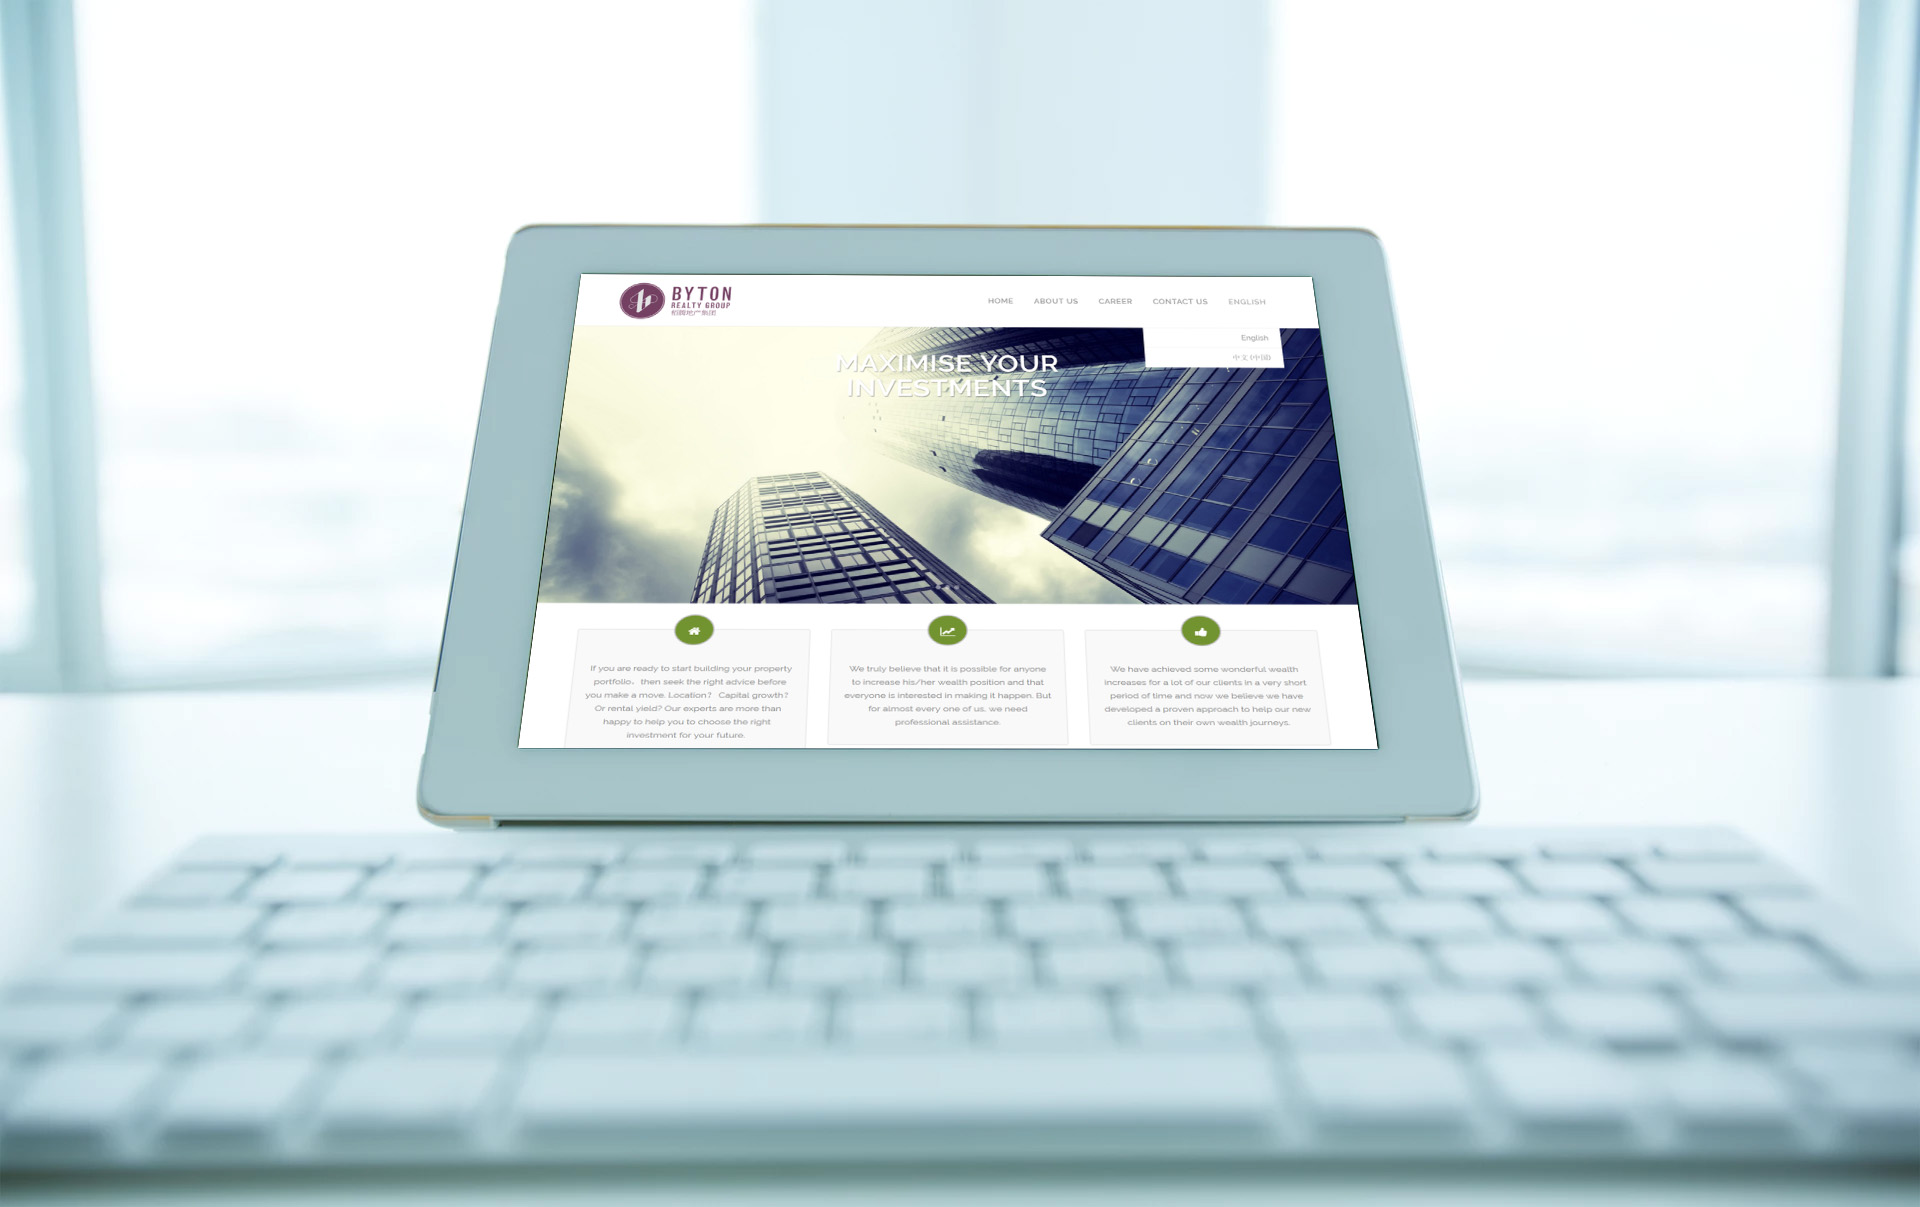 BYTON
REALTY GROUP
柏腾地产集团
HOME ABOUT US CAREER CONTACT US ENGLISH
English
中文 (中国)
MAXIMISE YOUR
INVESTMENTS
If you are ready to start building your property
portfolio，then seek the right advice before
you make a move. Location？ Capital growth？
Or rental yield? Our experts are more than
happy to help you to choose the right
investment for your future.
We truly believe that it is possible for anyone
to increase his/her wealth position and that
everyone is interested in making it happen. But
for almost every one of us, we need
professional assistance.
We have achieved some wonderful wealth
increases for a lot of our clients in a very short
period of time and now we believe we have
developed a proven approach to help our new
clients on their own wealth journeys.